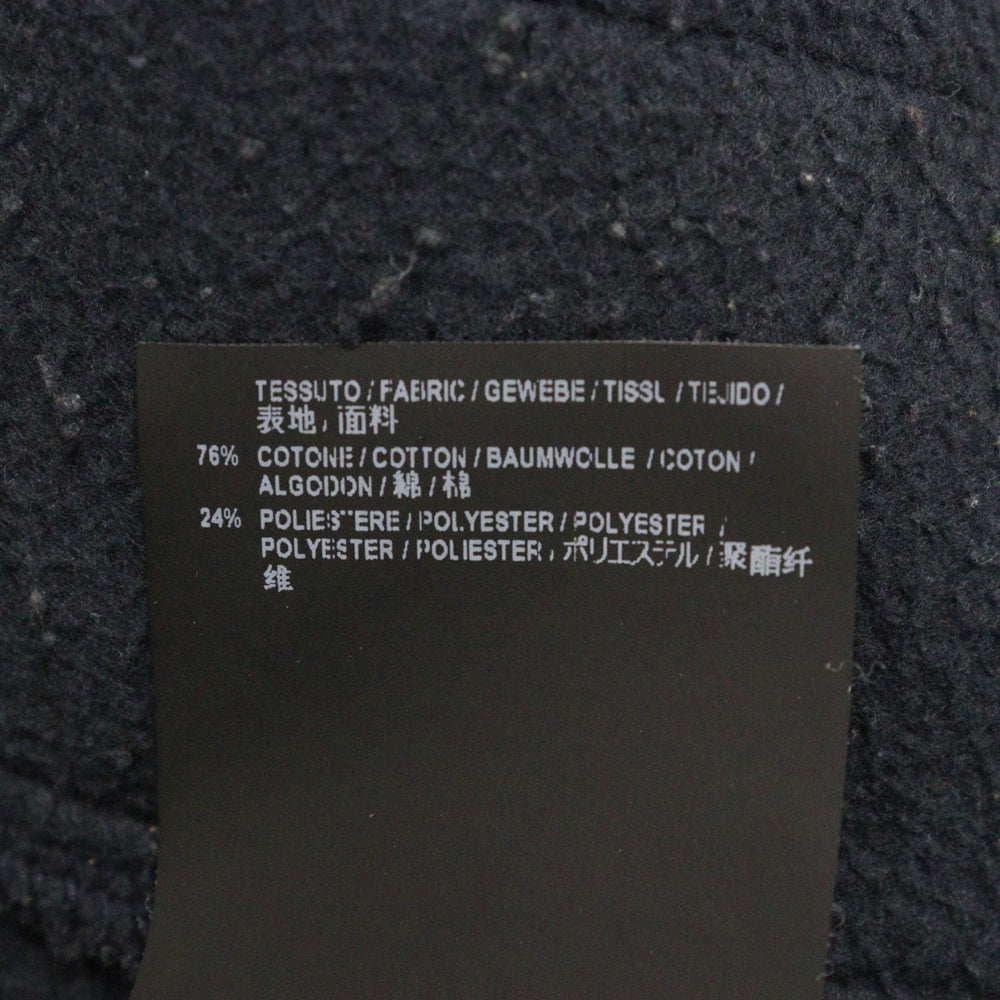 TESSUTO / FABRIC / GEWEBE / TISSU / TEJIDO /
表地 / 面料
76% COTONE / COTTON / BAUMWOLLE / COTON /
ALGODON / 綿 / 棉
24% POLIESTERE / POLYESTER / POLYESTER /
POLYESTER / POLIESTER / ポリエステル / 聚酯纤
维